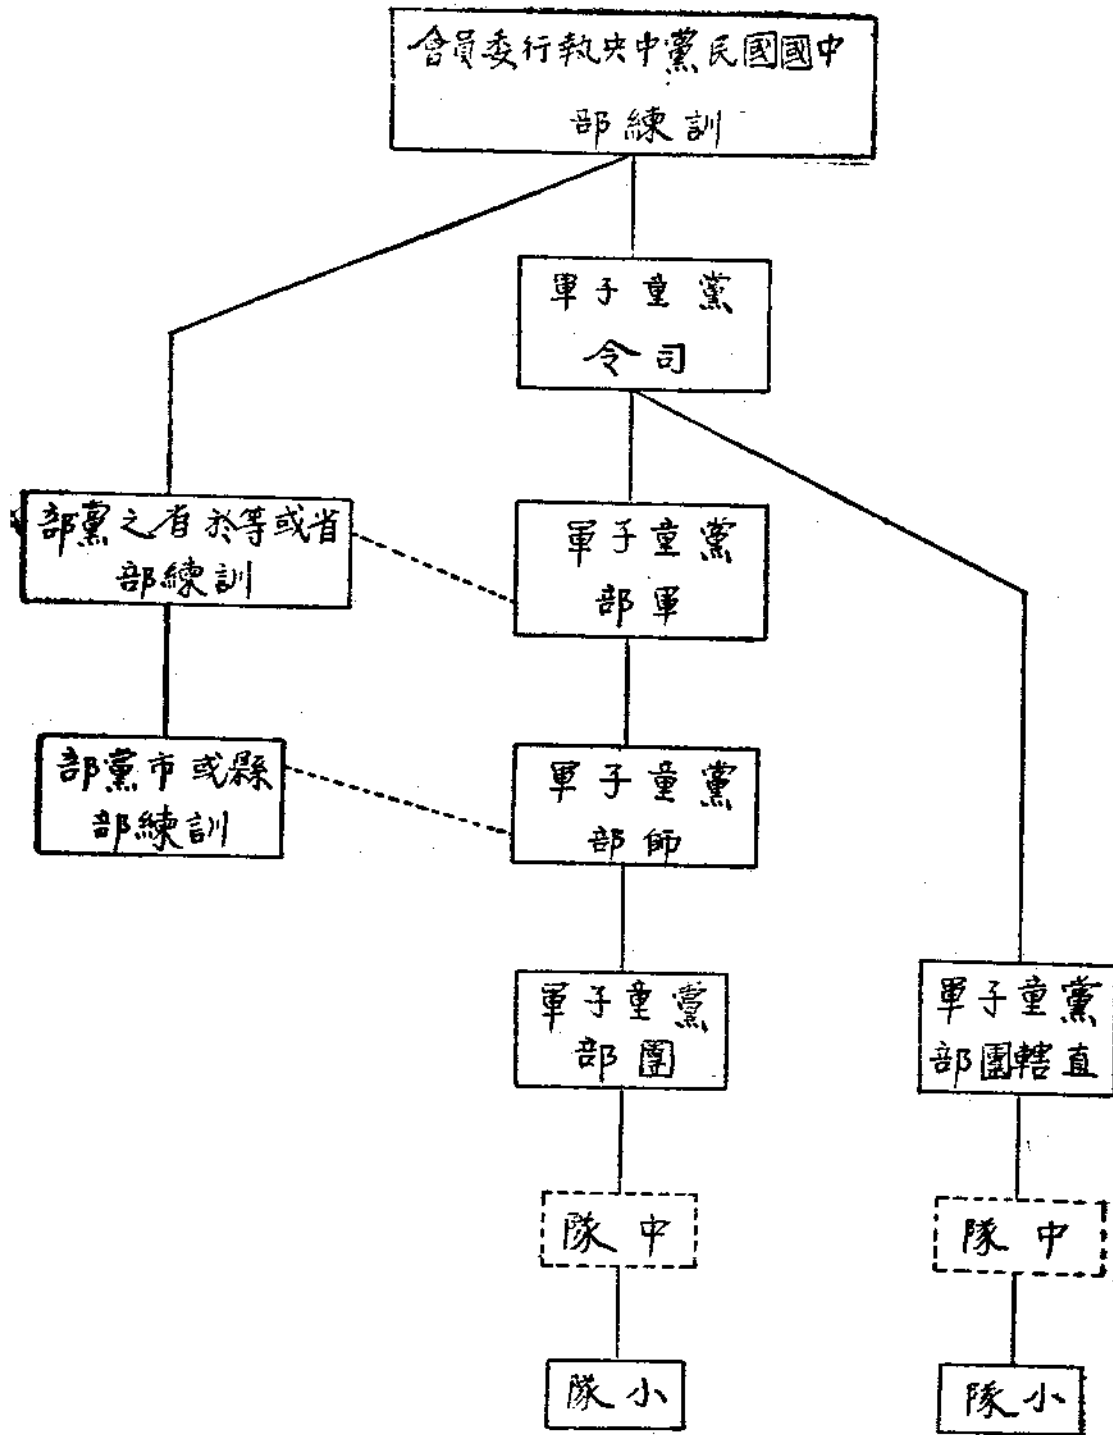 中國國民黨中央執行委員會
訓練部
黨童子軍
司令
省或等於省之黨部
訓練部
黨童子軍
軍部
縣或市黨部
訓練部
黨童子軍
師部
黨童子軍
團部
黨童子軍
直轄團部
中隊
中隊
小隊
小隊